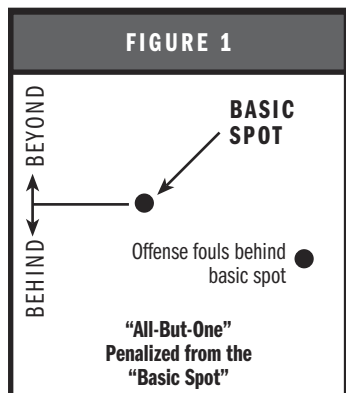 FIGURE 1
BEYOND
BEHIND
BASIC
SPOT
Offense fouls behind
basic spot
“All-But-One”
Penalized from the
“Basic Spot”